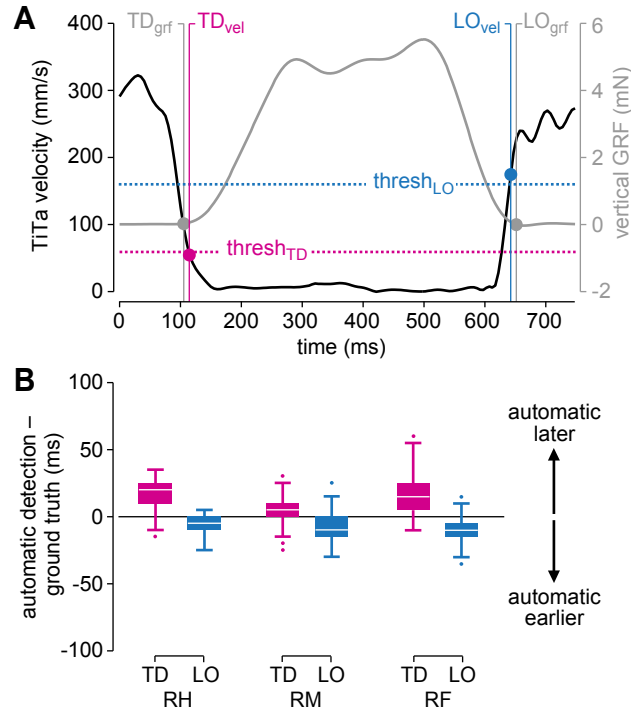 A
TDgrf TDvel LOvel LOgrf
400 300 200 100 0
TiTa velocity (mm/s)
6 4 2 0 -2
vertical GRF (mN)
threshLO
threshTD
0 100 200 300 400 500 600 700
time (ms)
B
automatic detection –
ground truth (ms)
100 50 0 -50 -100
automatic
later
automatic
earlier
TD LO TD LO TD LO
RH RM RF